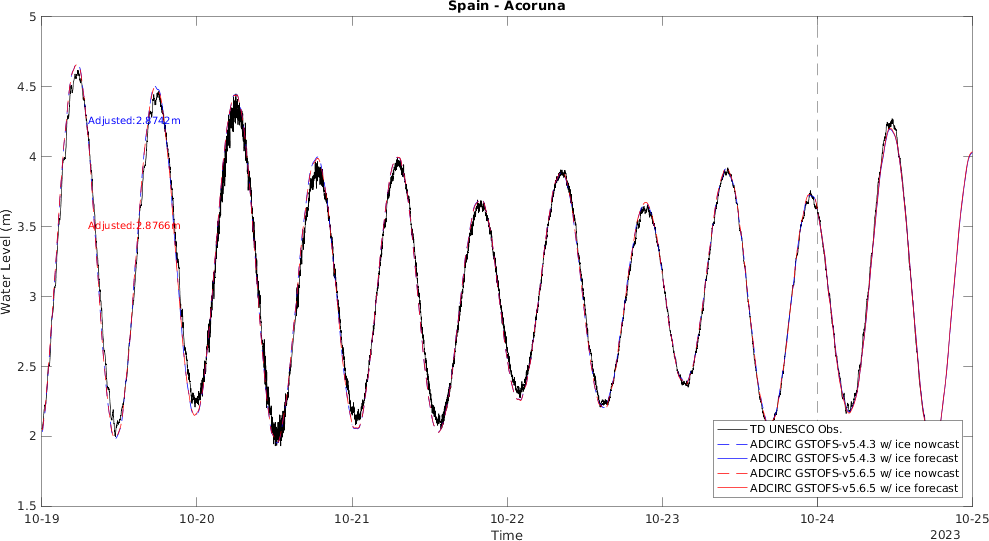 Spain - Acoruna
5
4.5
4
3.5
3
2.5
2
1.5
Water Level (m)
Adjusted:2.8742m
Adjusted:2.8766m
TD UNESCO Obs.
ADCIRC GSTOFS-v5.4.3 w/ ice nowcast
ADCIRC GSTOFS-v5.4.3 w/ ice forecast
ADCIRC GSTOFS-v5.6.5 w/ ice nowcast
ADCIRC GSTOFS-v5.6.5 w/ ice forecast
10-19 10-20 10-21 10-22 10-23 10-24 10-25
Time
2023